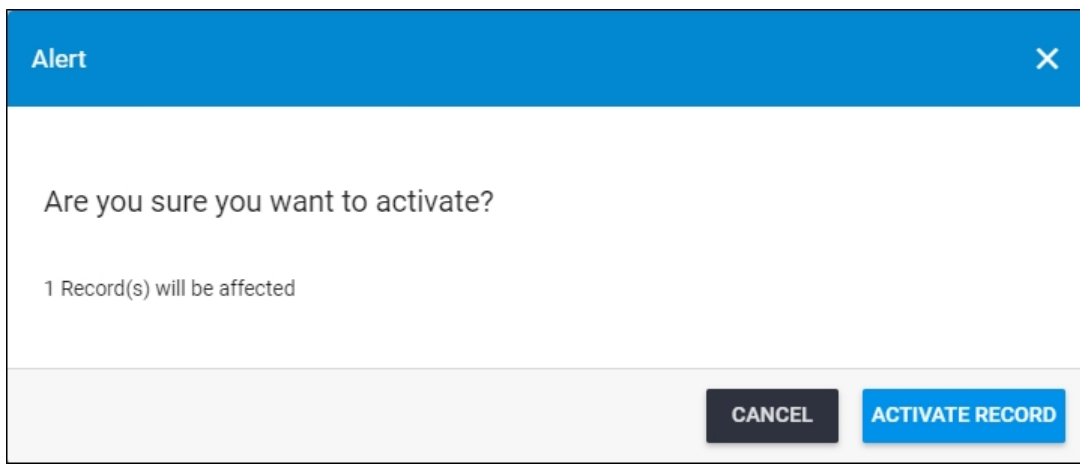 Alert
Are you sure you want to activate?
1 Record(s) will be affected
CANCEL ACTIVATE RECORD